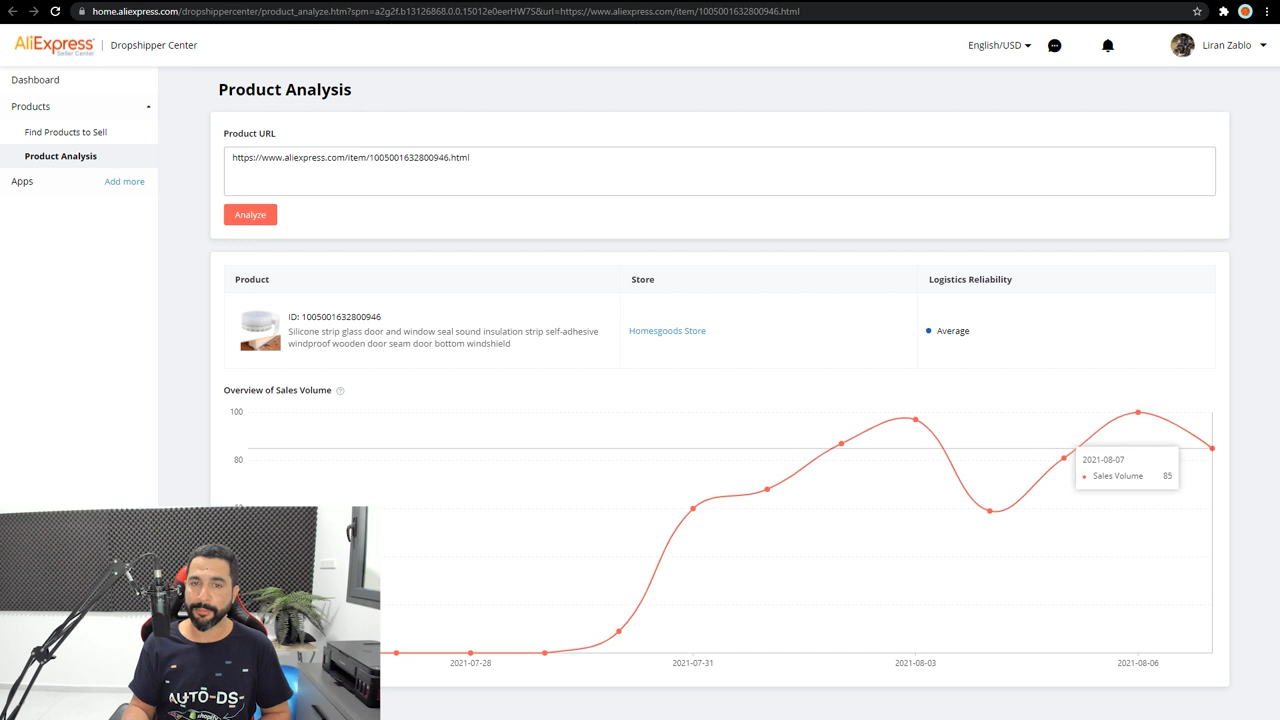 home.aliexpress.com/dropshippercenter/product_analyze.htm?spm=a2g2f.b13126868.0.0.15012e0eerHW7S&url=https://www.aliexpress.com/item/1005001632800946.html
AliExpress
Seller Center
Dropshipper Center
English/USD
Liran Zablo
Dashboard
Products
Find Products to Sell
Product Analysis
Apps
Add more
Product Analysis
Product URL
https://www.aliexpress.com/item/1005001632800946.html
Analyze
Product
Store
Logistics Reliability
ID: 1005001632800946
Silicone strip glass door and window seal sound insulation strip self-adhesive
windproof wooden door seam door bottom windshield
Homesgoods Store
Average
Overview of Sales Volume
100
80
2021-08-07
Sales Volume 85
2021-07-28
2021-07-31
2021-08-03
2021-08-06
AUTO-DS
shopify